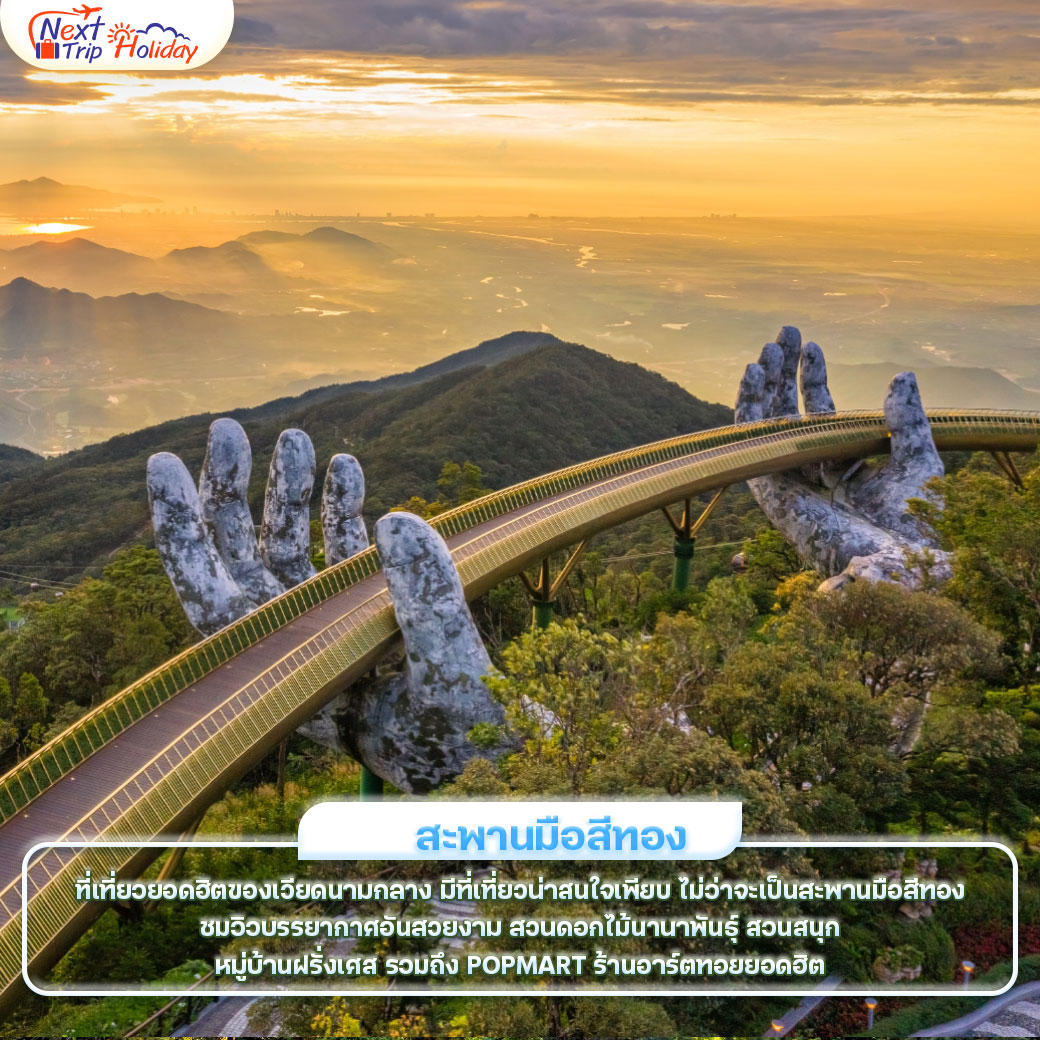 Next Trip Holiday
สะพานมือสีทอง
ที่เที่ยวยอดฮิตของเวียดนามกลาง มีที่เที่ยวน่าสนใจเพียบ ไม่ว่าจะเป็นสะพานมือสีทอง
ชมวิวบรรยากาศอันสวยงาม สวนดอกไม้นานาพันธุ์ สวนสนุก
หมู่บ้านฝรั่งเศส รวมถึง POPMART ร้านอาร์ตทอยยอดฮิต